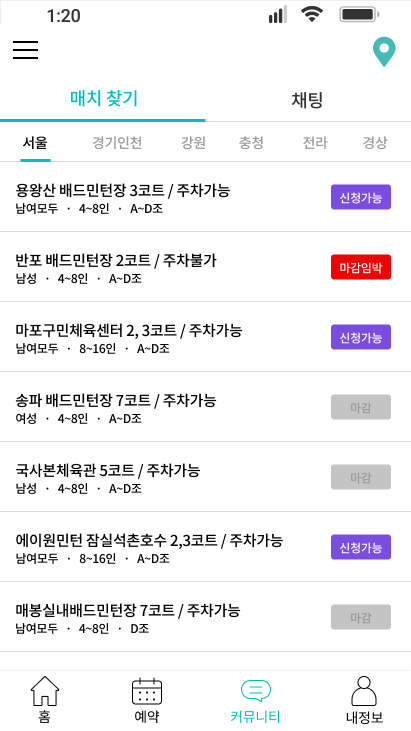 1:20
매치 찾기 채팅
서울 경기인천 강원 충청 전라 경상
용왕산 배드민턴장 3코트 / 주차가능
남여모두 · 4~8인 · A~D조
신청가능
반포 배드민턴장 2코트 / 주차불가
남성 · 4~8인 · A~D조
마감임박
마포구민체육센터 2, 3코트 / 주차가능
남여모두 · 8~16인 · A~D조
신청가능
송파 배드민턴장 7코트 / 주차가능
여성 · 4~8인 · A~D조
마감
국사본체육관 5코트 / 주차가능
남성 · 4~8인 · A~D조
마감
에이원민턴 잠실석촌호수 2,3코트 / 주차가능
남여모두 · 8~16인 · A~D조
신청가능
매봉실내배드민턴장 7코트 / 주차가능
남여모두 · 4~8인 · D조
마감
홈 예약 커뮤니티 내정보